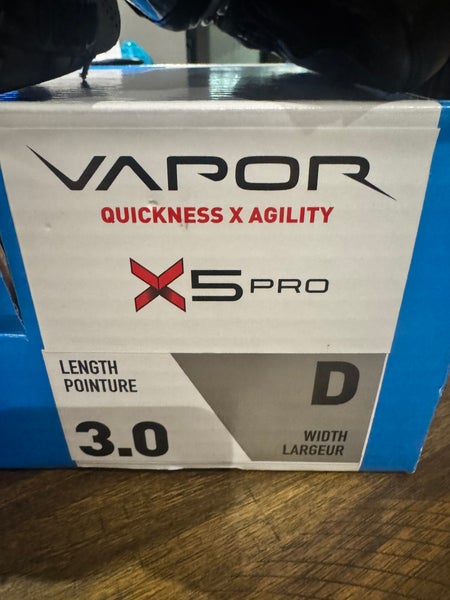 VAPOR
QUICKNESS X AGILITY
X5 PRO
LENGTH
POINTURE
3.0
D
WIDTH
LARGEUR